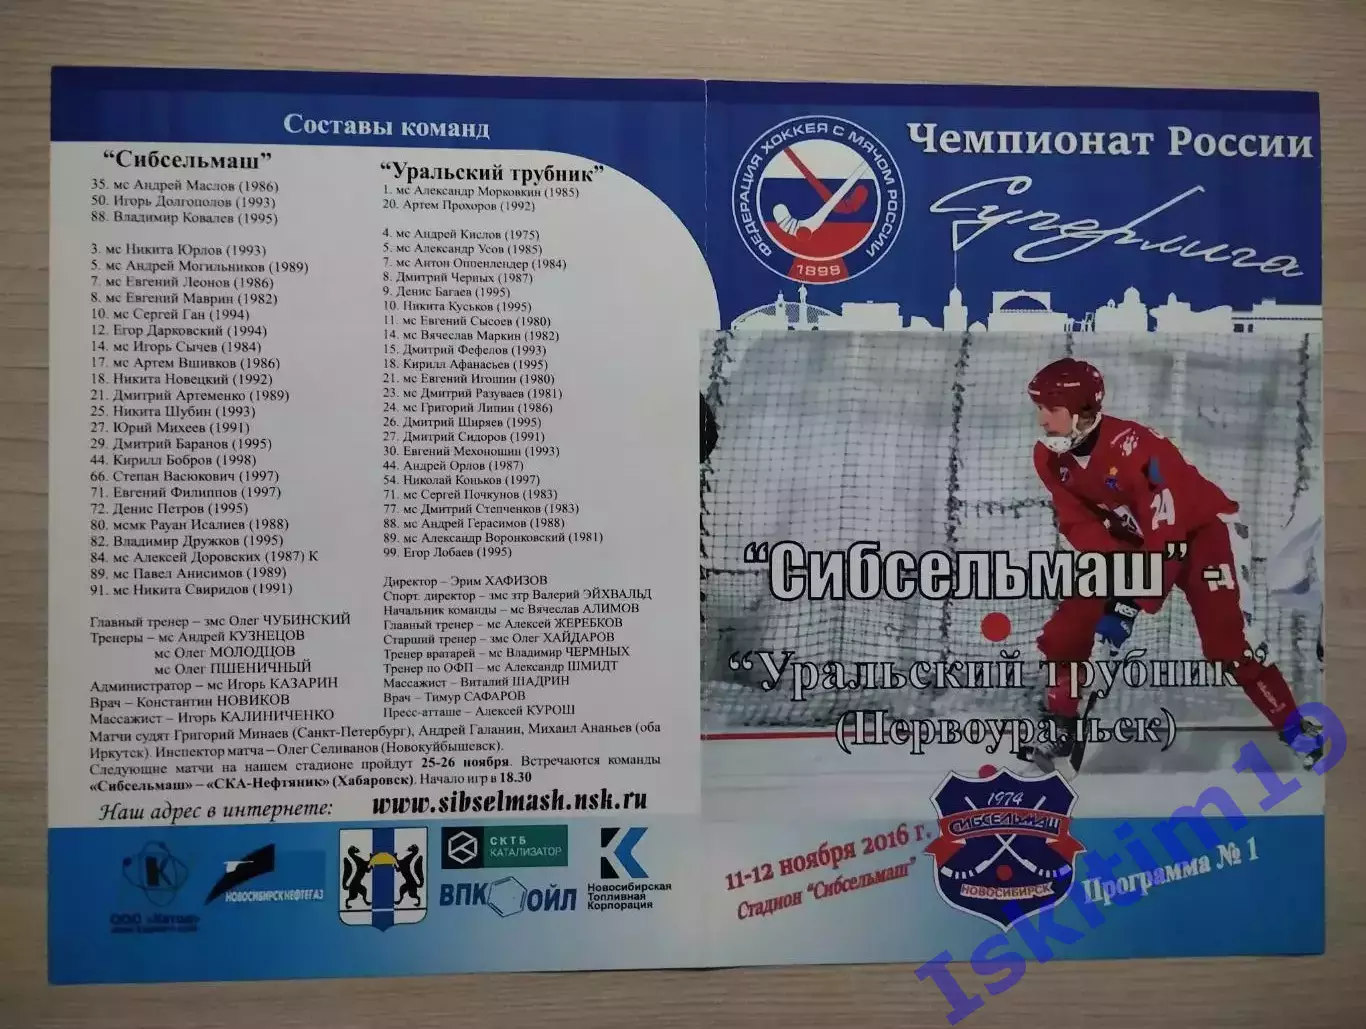 Составы команд
“Сибсельмаш”
35. мс Андрей Маслов (1986)
50. Игорь Долгополов (1993)
88. Владимир Ковалев (1995)
3. мс Никита Юрлов (1993)
5. мс Андрей Могильников (1989)
7. мс Евгений Леонов (1986)
8. мс Евгений Маврин (1982)
10. мс Сергей Ган (1994)
12. Егор Дарковский (1994)
14. мс Игорь Сычев (1984)
17. мс Артем Вшивков (1986)
18. Никита Новецкий (1992)
21. Дмитрий Артеменко (1989)
25. Никита Шубин (1993)
27. Юрий Михеев (1991)
29. Дмитрий Баранов (1995)
44. Кирилл Бобров (1998)
66. Степан Васюкович (1997)
71. Евгений Филиппов (1997)
72. Денис Петров (1995)
80. мсмк Рауан Исалиев (1988)
82. Владимир Дружков (1995)
84. мс Алексей Доровских (1987) К
89. мс Павел Анисимов (1989)
91. мс Никита Свиридов (1991)
Главный тренер – змс Олег ЧУБИНСКИЙ
Тренеры – мс Андрей КУЗНЕЦОВ
мс Олег МОЛОДЦОВ
мс Олег ПШЕНИЧНЫЙ
Администратор – мс Игорь КАЗАРИН
Врач – Константин НОВИКОВ
Массажист – Игорь КАЛИНИЧЕНКО
“Уральский трубник”
1. мс Александр Морковкин (1985)
20. Артем Прохоров (1992)
4. мс Андрей Кислов (1975)
5. мс Александр Усов (1985)
7. мс Антон Оппенлендер (1984)
8. Дмитрий Черных (1987)
9. Денис Багаев (1995)
10. Никита Куськов (1995)
11. мс Евгений Сысоев (1980)
14. мс Вячеслав Маркин (1982)
15. Дмитрий Фефелов (1993)
18. Кирилл Афанасьев (1995)
21. мс Евгений Игошин (1980)
23. мс Дмитрий Разуваев (1981)
24. мс Григорий Липин (1986)
26. Дмитрий Ширяев (1995)
27. Дмитрий Сидоров (1991)
30. Евгений Мехоношин (1993)
44. Андрей Орлов (1987)
54. Николай Коньков (1997)
71. мс Сергей Почкунов (1983)
77. мс Дмитрий Степченков (1983)
88. мс Андрей Герасимов (1988)
89. мс Александр Воронковский (1981)
99. Егор Лобаев (1995)
Директор – Эрим ХАФИЗОВ
Спорт. директор – змс зтр Валерий ЭЙХВАЛЬД
Начальник команды – мс Вячеслав АЛИМОВ
Главный тренер – мс Алексей ЖЕРЕБКОВ
Старший тренер – змс Олег ХАЙДАРОВ
Тренер вратарей – мс Владимир ЧЕРМНЫХ
Тренер по ОФП – мс Александр ШМИДТ
Массажист – Виталий ШАДРИН
Врач – Тимур САФАРОВ
Пресс-атташе – Алексей КУРОШ
Матчи судят Григорий Минаев (Санкт-Петербург), Андрей Галанин, Михаил Ананьев (оба
Иркутск). Инспектор матча – Олег Селиванов (Новокуйбышевск).
Следующие матчи на нашем стадионе пройдут 25-26 ноября. Встречаются команды
«Сибсельмаш» – «СКА-Нефтяник» (Хабаровск). Начало игр в 18.30
Наш адрес в интернете: www.sibselmash.nsk.ru
НОВОСИБИРСКНЕФТЕГАЗ
СКТБ
КАТАЛИЗАТОР
ВПК ОЙЛ
Новосибирская
Топливная
Корпорация
ФЕДЕРАЦИЯ ХОККЕЯ С МЯЧОМ РОССИИ
1898
Чемпионат России
Суперлига
24
“Сибсельмаш” -
“Уральский трубник”
(Первоуральск)
1974
СИБСЕЛЬМАШ
НОВОСИБИРСК
11-12 ноября 2016 г.
Стадион “Сибсельмаш”
Программа № 1
Iskitim19